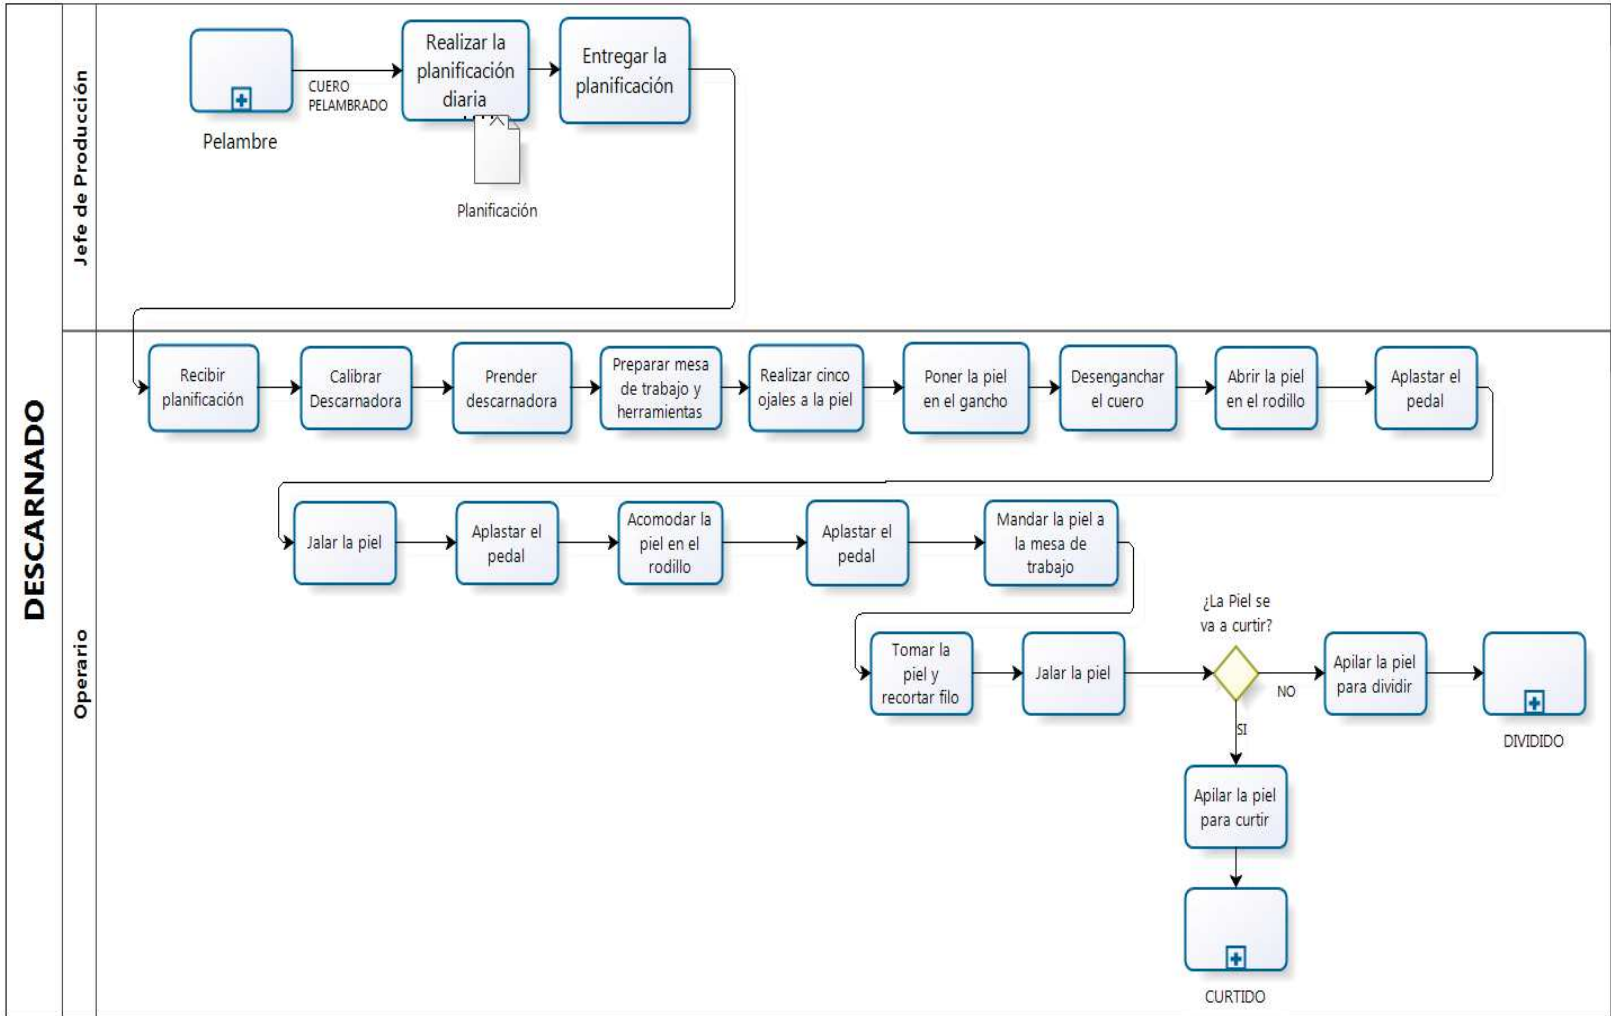 DESCARNADO
Jefe de Producción
Pelambre
CUERO
PELAMBRADO
Realizar la
planificación
diaria
Planificación
Entregar la
planificación
Operario
Recibir
planificación
Calibrar
Descarnadora
Prender
descarnadora
Preparar mesa
de trabajo y
herramientas
Realizar cinco
ojales a la piel
Poner la piel
en el gancho
Desenganchar
el cuero
Abrir la piel
en el rodillo
Aplastar el
pedal
Jalar la piel
Aplastar el
pedal
Acomodar la
piel en el
rodillo
Aplastar el
pedal
Mandar la piel a
la mesa de
trabajo
Tomar la
piel y
recortar filo
Jalar la piel
¿La Piel se
va a curtir?
NO
Apilar la piel
para dividir
DIVIDIDO
SI
Apilar la piel
para curtir
CURTIDO